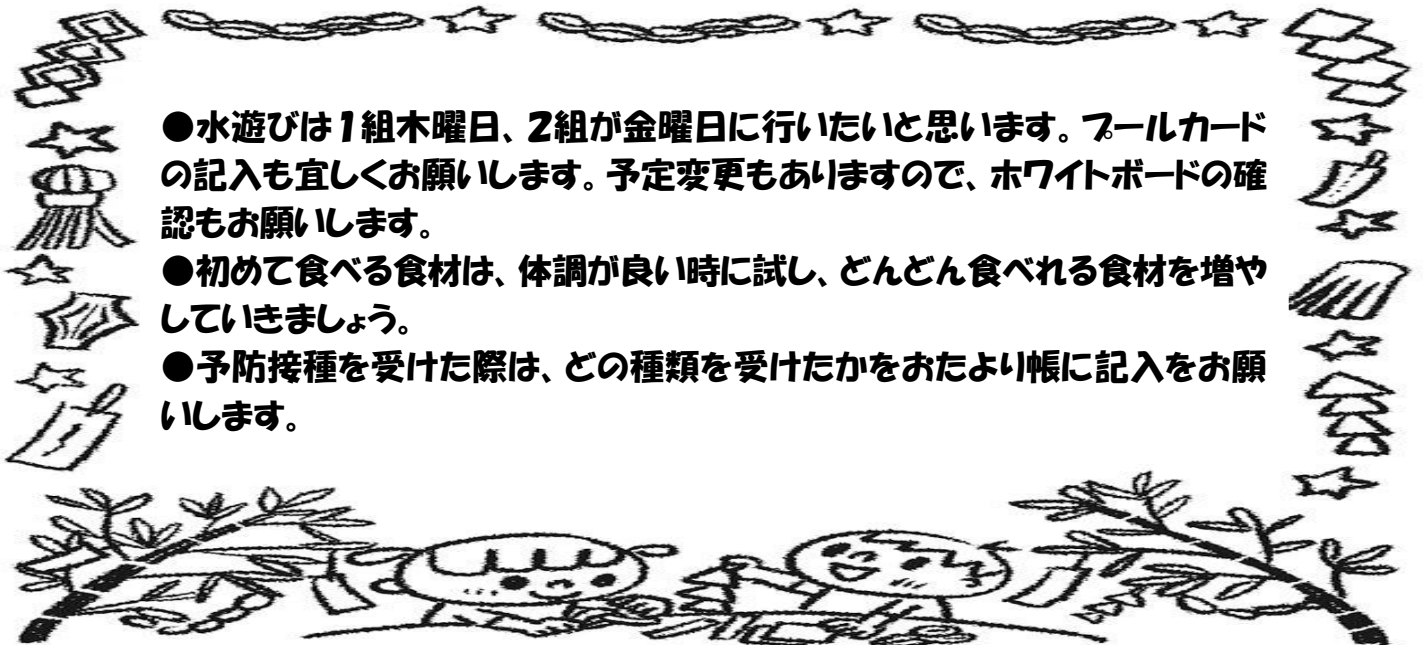 ●水遊びは1組木曜日、2組が金曜日に行いたいと思います。プールカード
の記入も宜しくお願いします。予定変更もありますので、ホワイトボードの確
認もお願いします。
●初めて食べる食材は、体調が良い時に試し、どんどん食べれる食材を増や
していきましょう。
●予防接種を受けた際は、どの種類を受けたかをおたより帳に記入をお願
いします。